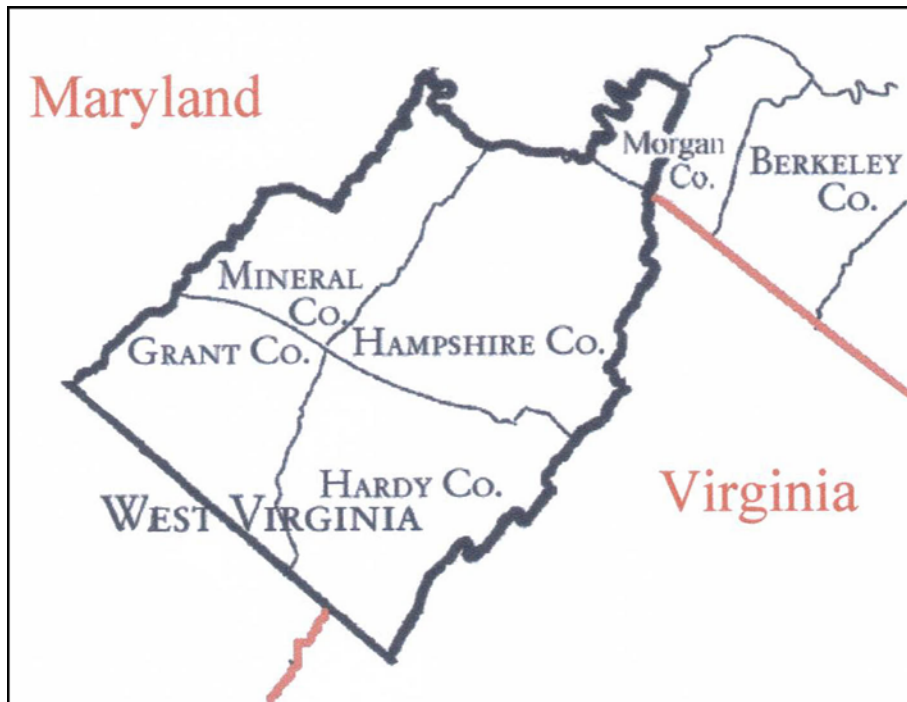 Maryland
Morgan
Co.
BERKELEY
CO.
MINERAL
CO.
GRANT CO.
HAMPSHIRE CO.
HARDY CO.
WEST VIRGINIA
Virginia